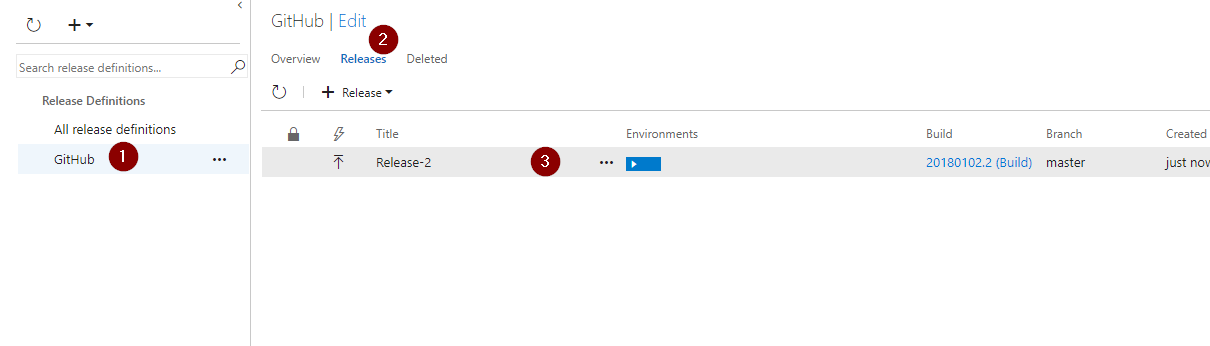 Search release definitions...
Release Definitions
All release definitions
GitHub 1
GitHub | Edit
2
Overview Releases Deleted
Release
Title Environments Build Branch Created
Release-2 3 20180102.2 (Build) master just now